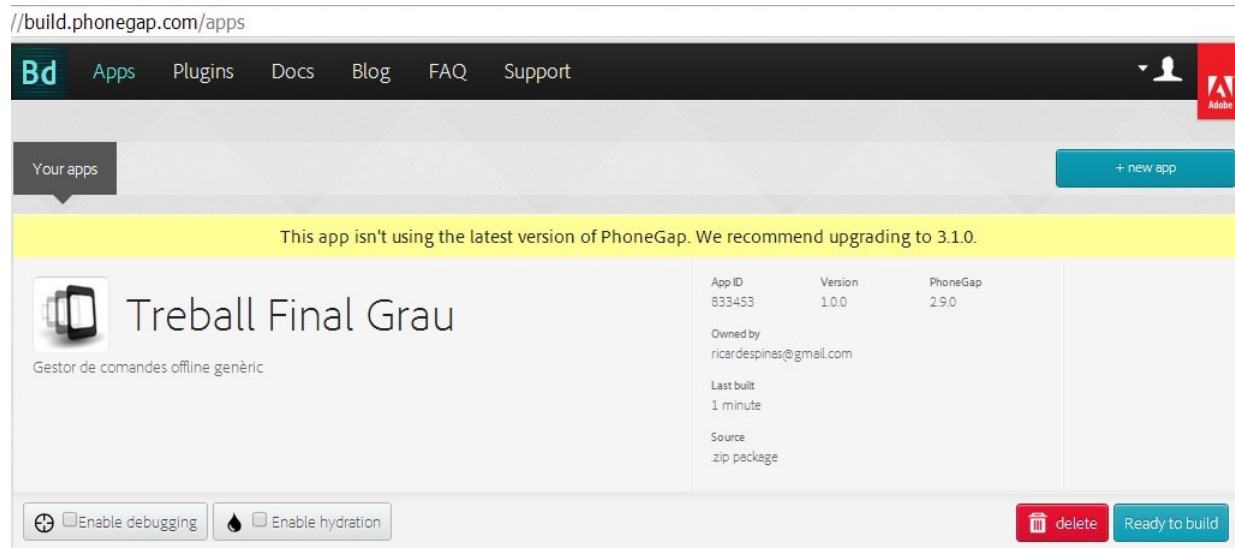 //build.phonegap.com/apps
Bd Apps Plugins Docs Blog FAQ Support
Adobe
Your apps
+ new app
This app isn't using the latest version of PhoneGap. We recommend upgrading to 3.1.0.
Treball Final Grau
Gestor de comandes offline genèric
App ID Version PhoneGap
833453 1.0.0 2.9.0
Owned by
ricardespinas@gmail.com
Last built
1 minute
Source
.zip package
Enable debugging Enable hydration delete Ready to build